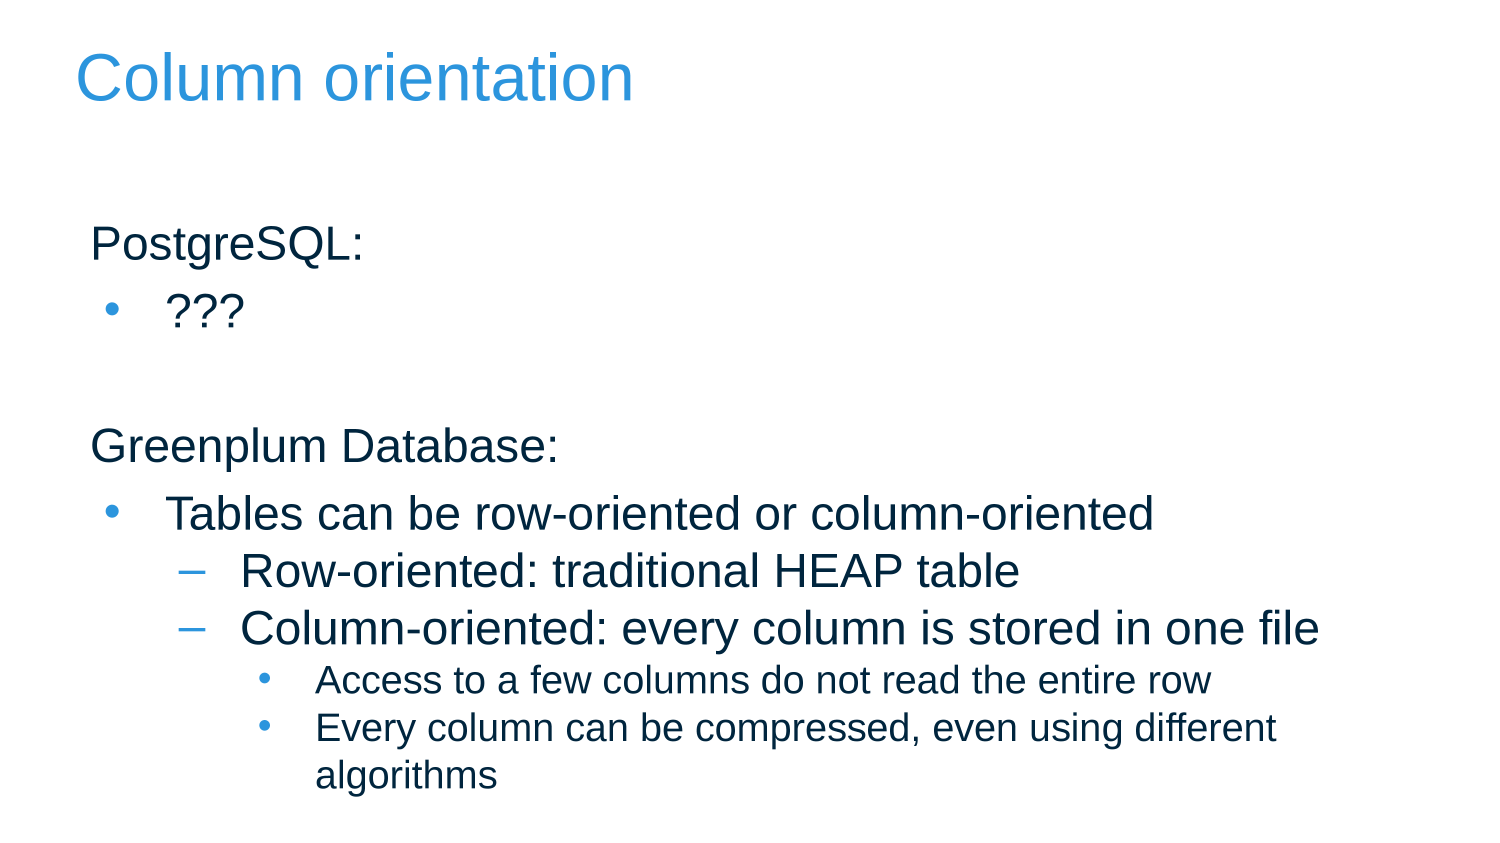 Column orientation
PostgreSQL:
• ???
Greenplum Database:
• Tables can be row-oriented or column-oriented
– Row-oriented: traditional HEAP table
– Column-oriented: every column is stored in one file
• Access to a few columns do not read the entire row
• Every column can be compressed, even using different
algorithms